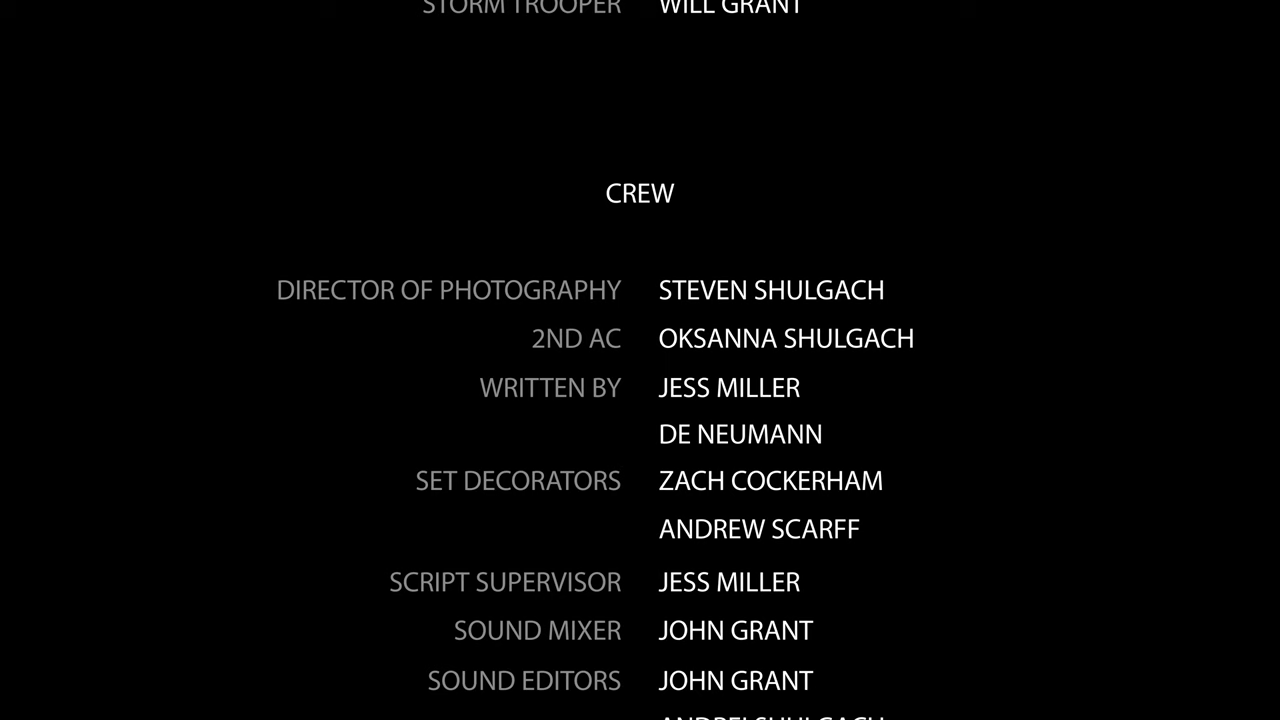 STORM TROOPER WILL GRANT
CREW
DIRECTOR OF PHOTOGRAPHY STEVEN SHULGACH
2ND AC OKSANNA SHULGACH
WRITTEN BY JESS MILLER
DE NEUMANN
SET DECORATORS ZACH COCKERHAM
ANDREW SCARFF
SCRIPT SUPERVISOR JESS MILLER
SOUND MIXER JOHN GRANT
SOUND EDITORS JOHN GRANT
ANDREI SHULGACH